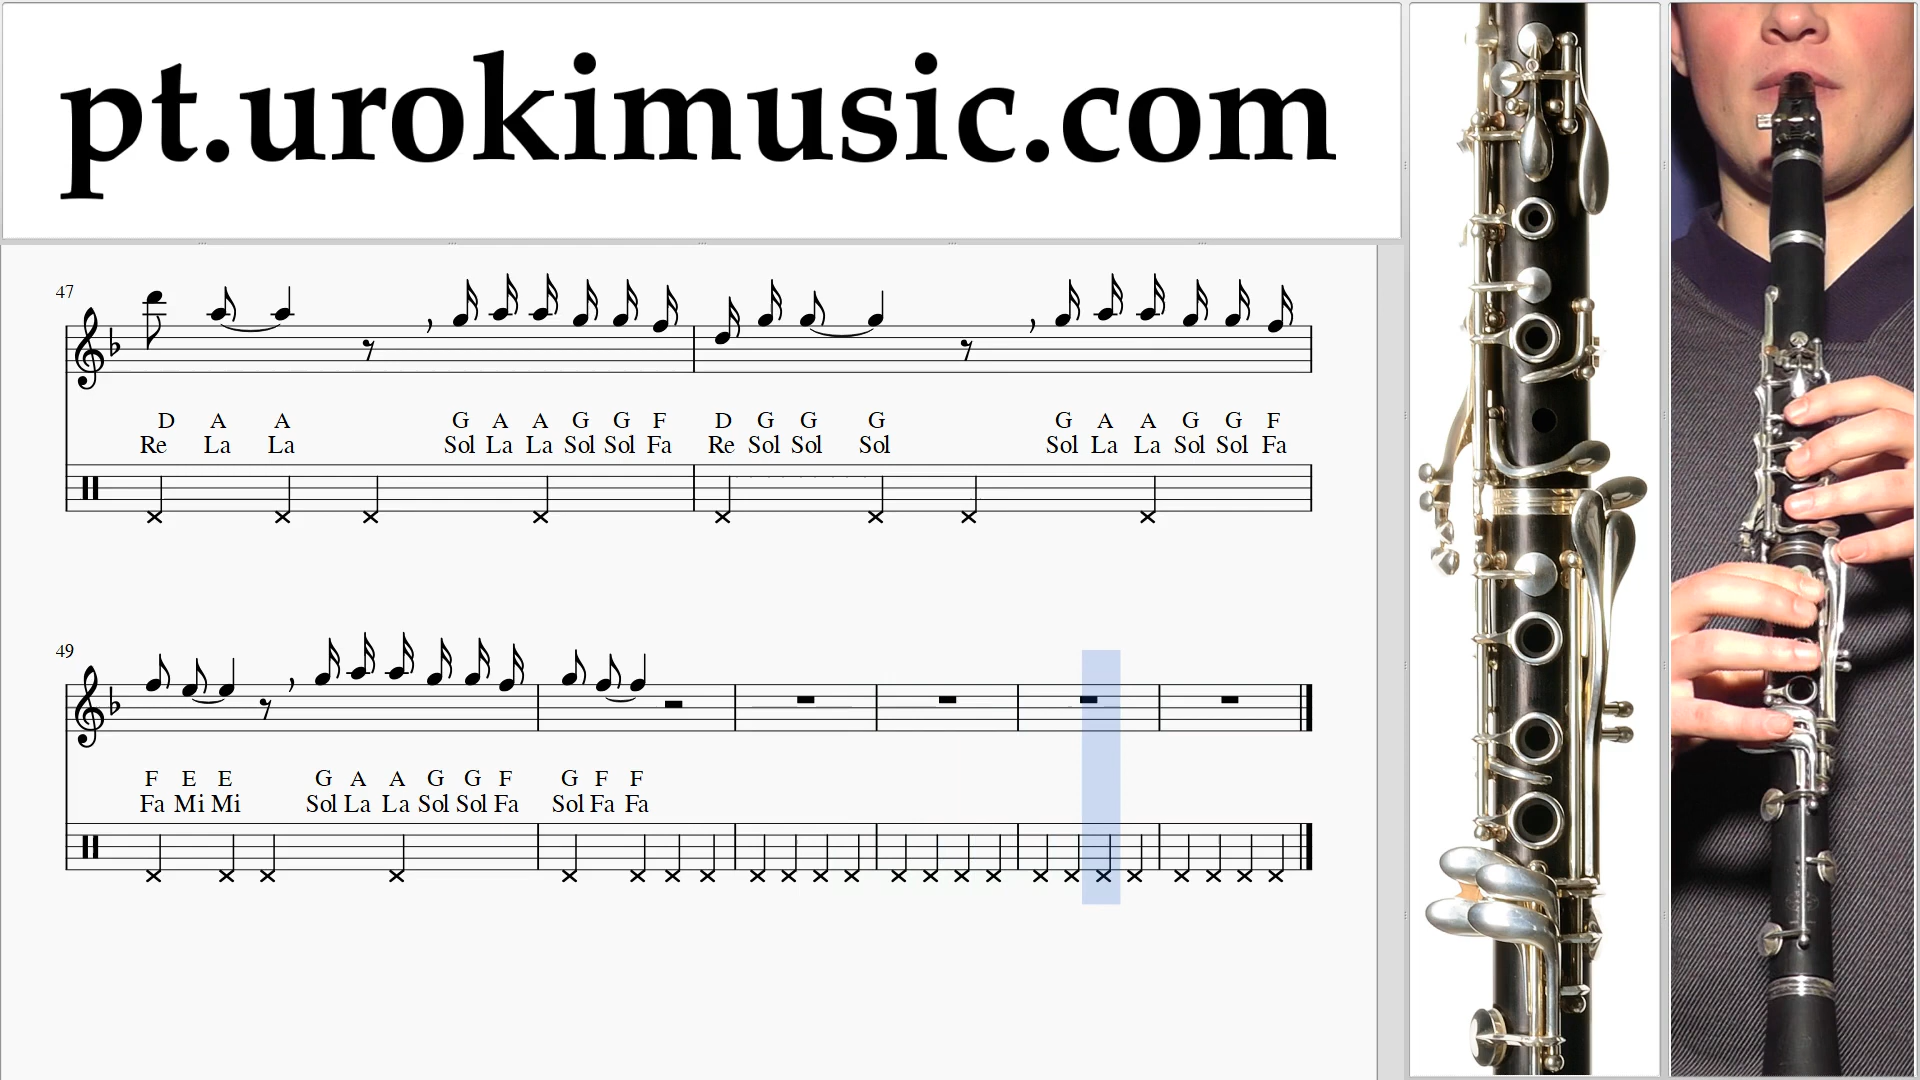 pt.urokimusic.com
47
D A A G A A G G F D G G G G A A G G F
Re La La Sol La La Sol Sol Fa Re Sol Sol Sol Sol La La Sol Sol Fa
49
F E E G A A G G F G F F
Fa Mi Mi Sol La La Sol Sol Fa Sol Fa Fa